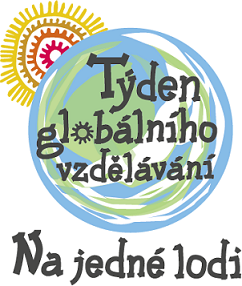 Týden
globálního
vzdělávání
Na jedné lodi